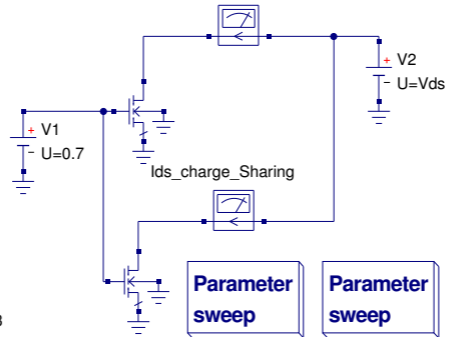 V2
U=Vds
V1
U=0.7
Ids_charge_Sharing
Parameter
sweep
Parameter
sweep